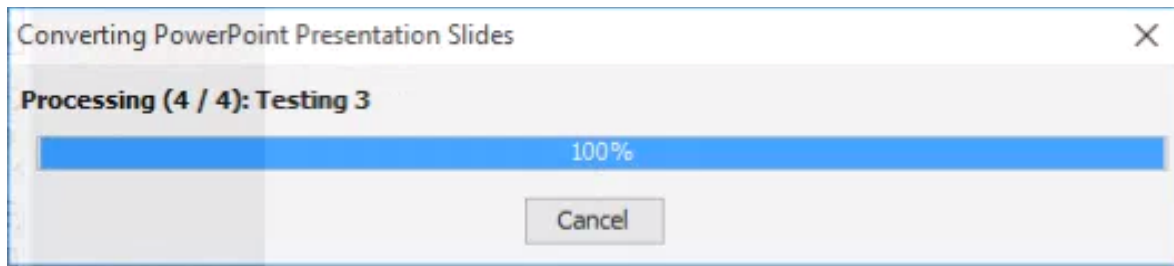 Converting PowerPoint Presentation Slides
Processing (4 / 4): Testing 3
100%
Cancel